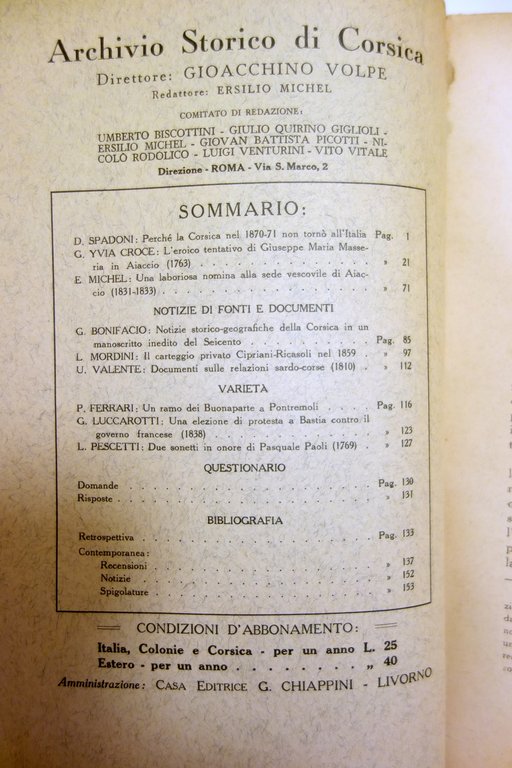 Archivio Storico di Corsica
Direttore: GIOACCHINO VOLPE
Redattore: ERSILIO MICHEL
COMITATO DI REDAZIONE:
UMBERTO BISCOTTINI - GIULIO QUIRINO GIGLIOLI -
ERSILIO MICHEL - GIOVAN BATTISTA PICOTTI - NI-
COLÒ RODOLICO - LUIGI VENTURINI - VITO VITALE
Direzione - ROMA - Via S. Marco, 2
SOMMARIO:
D. SPADONI: Perché la Corsica nel 1870-71 non tornò all'Italia Pag. 1
G. YVIA CROCE: L'eroico tentativo di Giuseppe Maria Masse-
ria in Aiaccio (1763) . . . . . . . . . . » 21
E. MICHEL: Una laboriosa nomina alla sede vescovile di Aiac-
cio (1831-1833) . . . . . . . . . . . . » 71
NOTIZIE DI FONTI E DOCUMENTI
G. BONIFACIO: Notizie storico-geografiche della Corsica in un
manoscritto inedito del Seicento . . . . . . Pag. 85
L. MORDINI: Il carteggio privato Cipriani-Ricasoli nel 1859 . » 97
U. VALENTE: Documenti sulle relazioni sardo-corse (1810) . » 112
VARIETÀ
P. FERRARI: Un ramo dei Buonaparte a Pontremoli . . . . Pag. 116
G. LUCCAROTTI: Una elezione di protesta a Bastia contro il
governo francese (1838) . . . . . . . . . » 123
L. PESCETTI: Due sonetti in onore di Pasquale Paoli (1769) . » 127
QUESTIONARIO
Domande . . . . . . . . . . . . . Pag. 130
Risposte . . . . . . . . . . . . . . » 131
BIBLIOGRAFIA
Retrospettiva . . . . . . . . . . . . Pag. 133
Contemporanea:
Recensioni . . . . . . . . . . . . » 137
Notizie . . . . . . . . . . . . . » 152
Spigolature . . . . . . . . . . . . » 153
CONDIZIONI D'ABBONAMENTO:
Italia, Colonie e Corsica - per un anno L. 25
Estero - per un anno . . . . . . . . „ 40
Amministrazione: CASA EDITRICE G. CHIAPPINI - LIVORNO